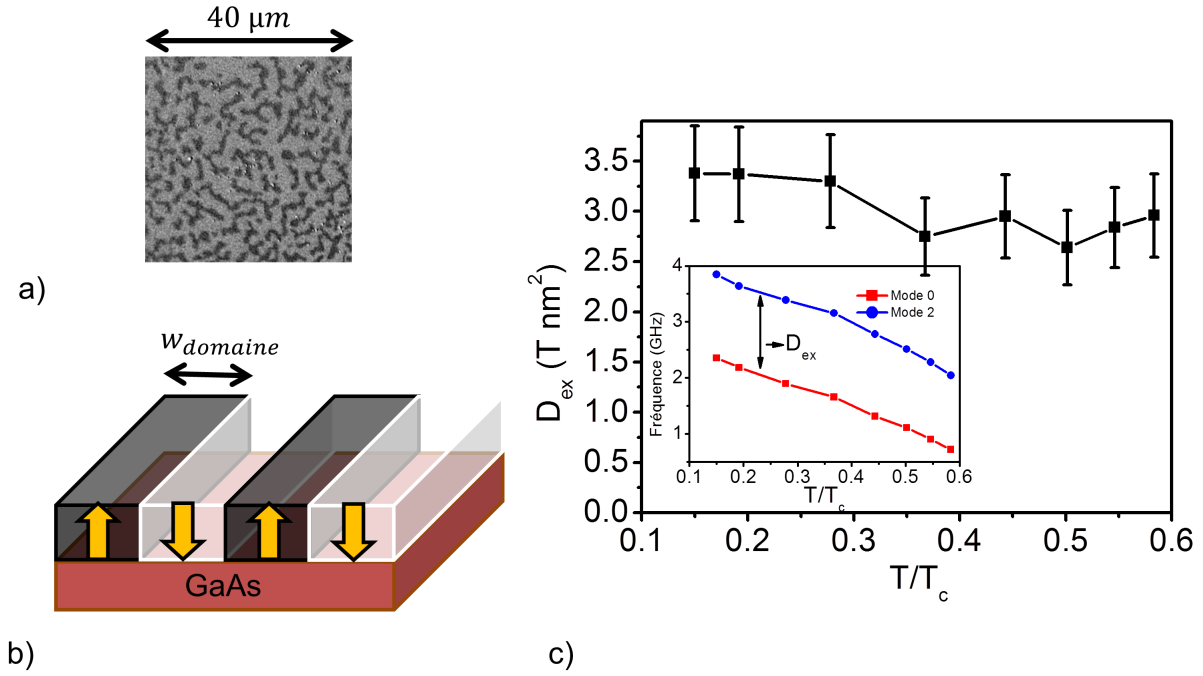 40 μm
a)
w_domaine
GaAs
b)
D_ex (T nm²)
3.5
3.0
2.5
2.0
1.5
1.0
0.5
0.0
0.1
0.2
0.3
0.4
0.5
0.6
T/T_c
Fréquence (GHz)
4
3
2
1
Mode 0
Mode 2
D_ex
0.1
0.2
0.3
0.4
0.5
0.6
T/T_c
c)